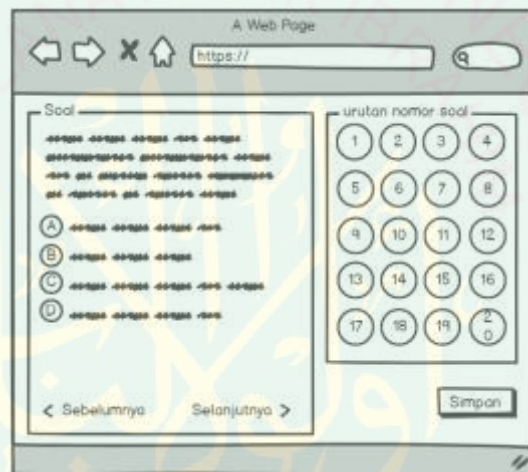 A Web Page
https://
Soal
A
B
C
D
< Sebelumnya Selanjutnya >
urutan nomor soal
1 2 3 4
5 6 7 8
9 10 11 12
13 14 15 16
17 18 19 20
Simpan